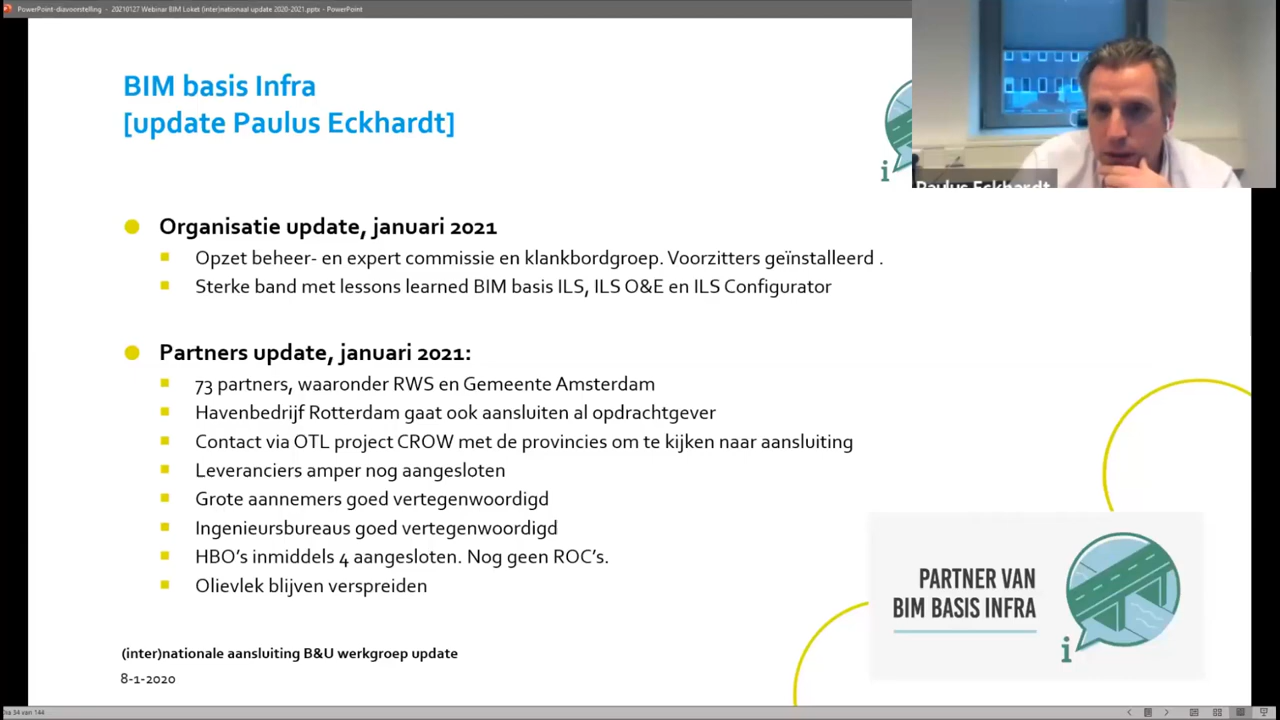 PowerPoint-diavoorstelling - 20210127 Webinar BIM Loket (inter)nationaal update 2020-2021.pptx - PowerPoint
BIM basis Infra
[update Paulus Eckhardt]
i
Paulus Eckhardt
Organisatie update, januari 2021
Opzet beheer- en expert commissie en klankbordgroep. Voorzitters geïnstalleerd .
Sterke band met lessons learned BIM basis ILS, ILS O&E en ILS Configurator
Partners update, januari 2021:
73 partners, waaronder RWS en Gemeente Amsterdam
Havenbedrijf Rotterdam gaat ook aansluiten al opdrachtgever
Contact via OTL project CROW met de provincies om te kijken naar aansluiting
Leveranciers amper nog aangesloten
Grote aannemers goed vertegenwoordigd
Ingenieursbureaus goed vertegenwoordigd
HBO's inmiddels 4 aangesloten. Nog geen ROC's.
Olievlek blijven verspreiden
PARTNER VAN
BIM BASIS INFRA
i
(inter)nationale aansluiting B&U werkgroep update
8-1-2020
Dia 34 van 144